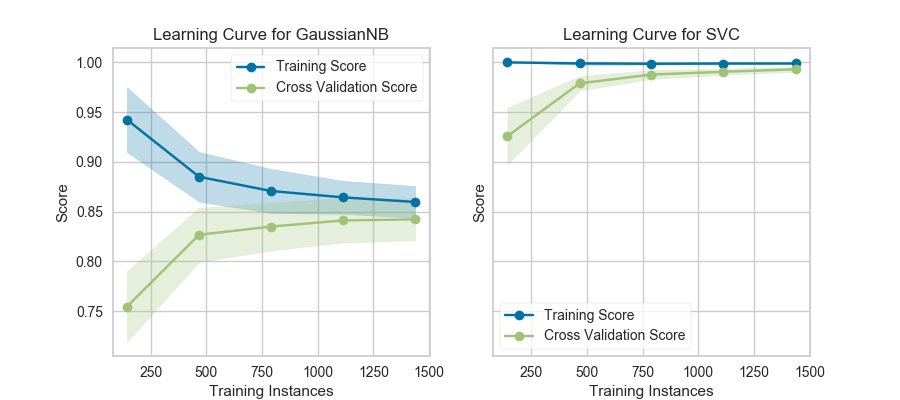 Learning Curve for GaussianNB
Training Score
Cross Validation Score
Score
1.00
0.95
0.90
0.85
0.80
0.75
250 500 750 1000 1250 1500
Training Instances
Learning Curve for SVC
Score
Training Score
Cross Validation Score
250 500 750 1000 1250 1500
Training Instances